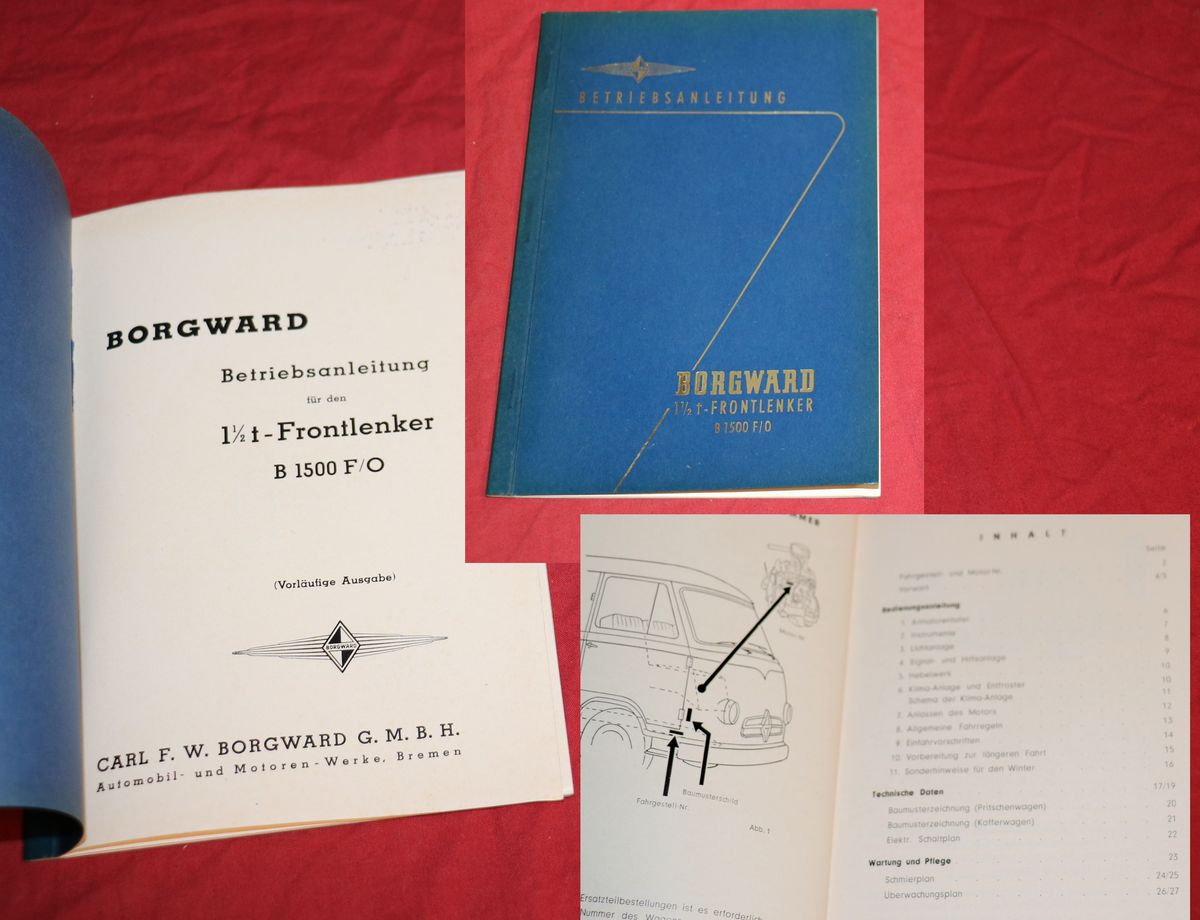 BORGWARD
Betriebsanleitung
für den
1½ t-Frontlenker
B 1500 F/O
(Vorläufige Ausgabe)
BORGWARD
CARL F. W. BORGWARD G. M. B. H.
Automobil- und Motoren-Werke, Bremen
BETRIEBSANLEITUNG
BORGWARD
1½ t-FRONTLENKER
B 1500 F/O
Motor-Nr.
Baumusterschild
Fahrgestell-Nr.
Abb. 1
Ersatzteilbestellungen ist es erforderlich
Nummer des Wagens
INHALT
Seite
Fahrgestell- und Motor-Nr. 2
Vorwort 4/5
Bedienungsanleitung
1. Armaturentafel 6
2. Instrumente 7
3. Lichtanlage 8
4. Signal- und Hilfsanlage 9
5. Hebelwerk 10
6. Klima-Anlage und Entfroster 10
Schema der Klima-Anlage 11
7. Anlassen des Motors 12
8. Allgemeine Fahrregeln 13
9. Einfahrvorschriften 14
10. Vorbereitung zur längeren Fahrt 15
11. Sonderhinweise für den Winter 16
Technische Daten 17/19
Baumusterzeichnung (Pritschenwagen) 20
Baumusterzeichnung (Kofferwagen) 21
Elektr. Schaltplan 22
Wartung und Pflege 23
Schmierplan 24/25
Überwachungsplan 26/27